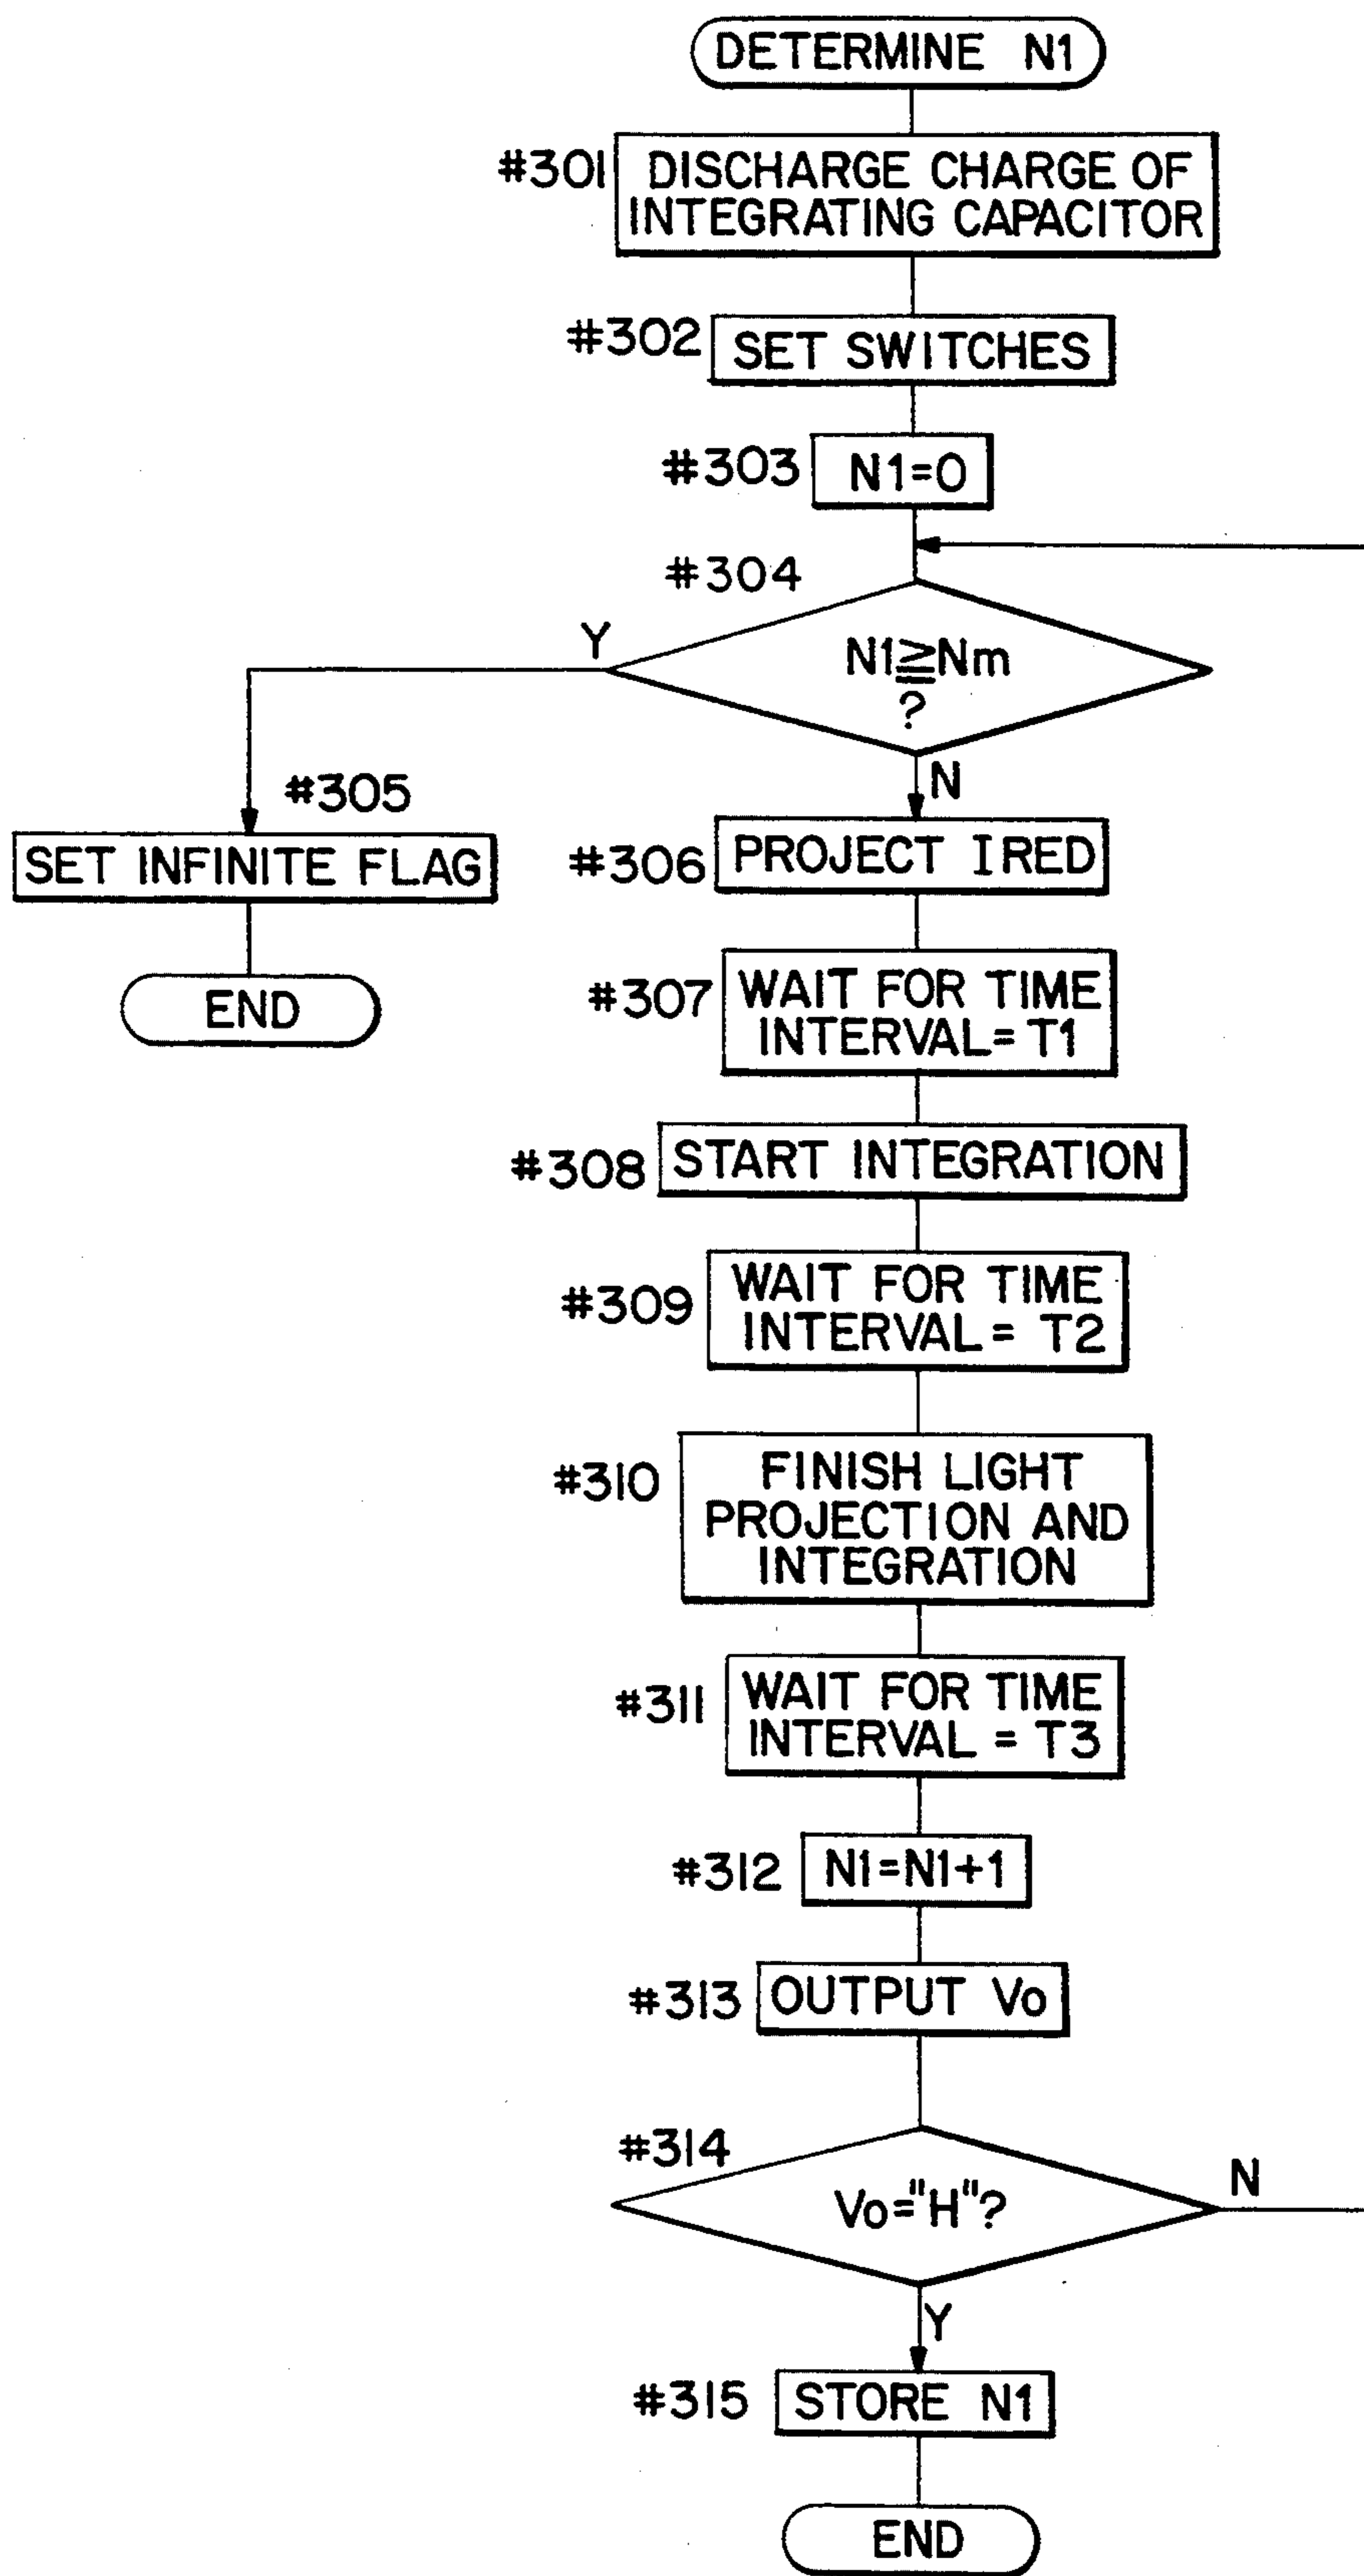 DETERMINE N1
#301
DISCHARGE CHARGE OF
INTEGRATING CAPACITOR
#302
SET SWITCHES
#303
N1=0
#304
N1≧Nm
?
Y
N
#305
SET INFINITE FLAG
END
#306
PROJECT IRED
#307
WAIT FOR TIME
INTERVAL=T1
#308
START INTEGRATION
#309
WAIT FOR TIME
INTERVAL= T2
#310
FINISH LIGHT
PROJECTION AND
INTEGRATION
#311
WAIT FOR TIME
INTERVAL = T3
#312
N1=N1+1
#313
OUTPUT Vo
#314
Vo="H"?
N
Y
#315
STORE N1
END